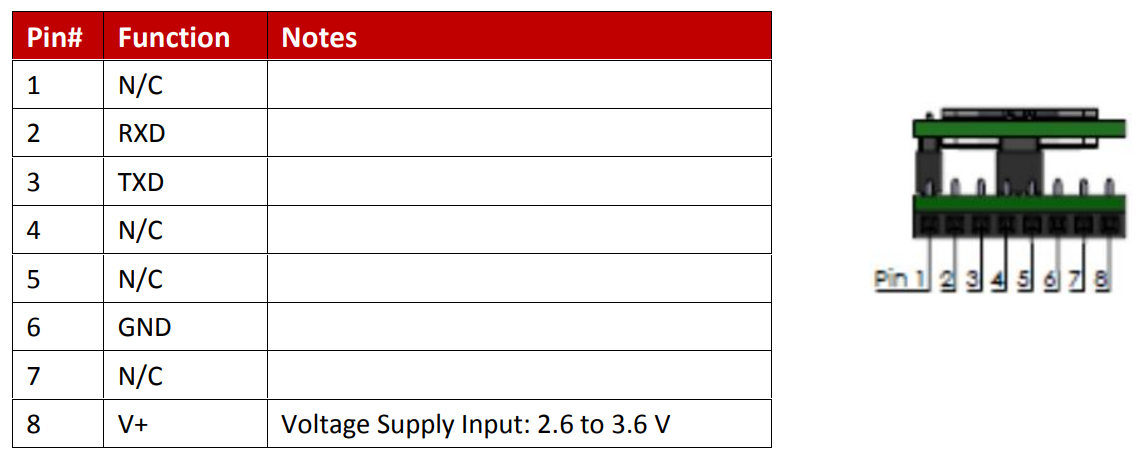 Pin# Function Notes
1 N/C
2 RXD
3 TXD
4 N/C
5 N/C
6 GND
7 N/C
8 V+ Voltage Supply Input: 2.6 to 3.6 V
Pin 1 2 3 4 5 6 7 8